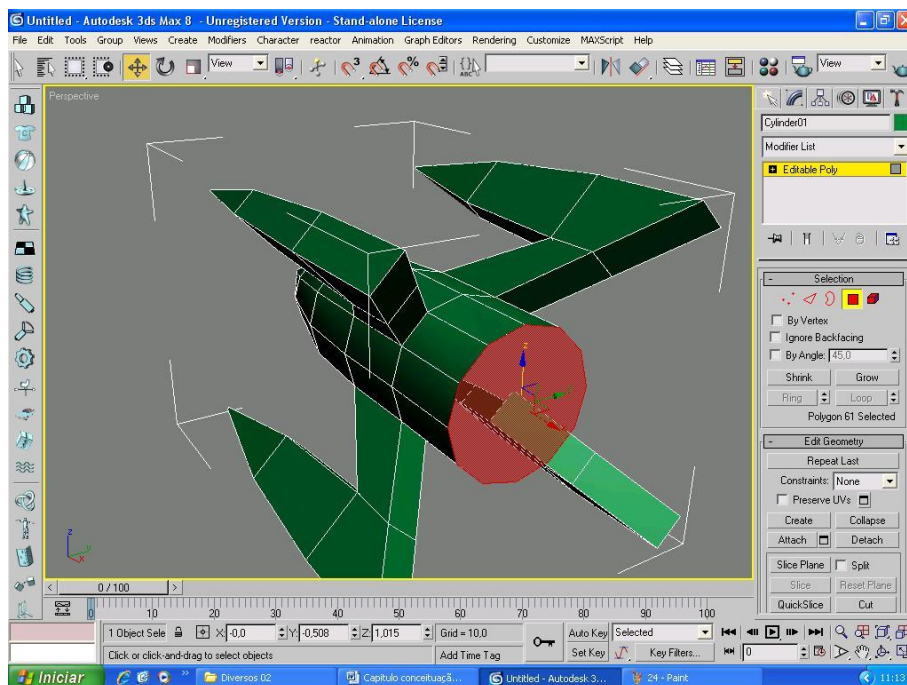 Untitled - Autodesk 3ds Max 8 - Unregistered Version - Stand-alone License
File Edit Tools Group Views Create Modifiers Character reactor Animation Graph Editors Rendering Customize MAXScript Help
View
ABC
View
Perspective
Cylinder01
Modifier List
Editable Poly
Selection
By Vertex
Ignore Backfacing
By Angle: 45,0
Shrink Grow
Ring Loop
Polygon 61 Selected
Edit Geometry
Repeat Last
Constraints: None
Preserve UVs
Create Collapse
Attach Detach
Slice Plane Split
Slice Reset Plane
QuickSlice Cut
z
z
y
x
0 / 100
0 10 20 30 40 50 60 70 80 90 100
1 Object Sele X: -0,0 Y: -0,508 Z: 1,015 Grid = 10,0 Auto Key Selected
Click or click-and-drag to select objects Add Time Tag Set Key Key Filters... 0
Iniciar Diversos 02 Capitulo conceituaçã... Untitled - Autodesk 3... 24 - Paint 11:13